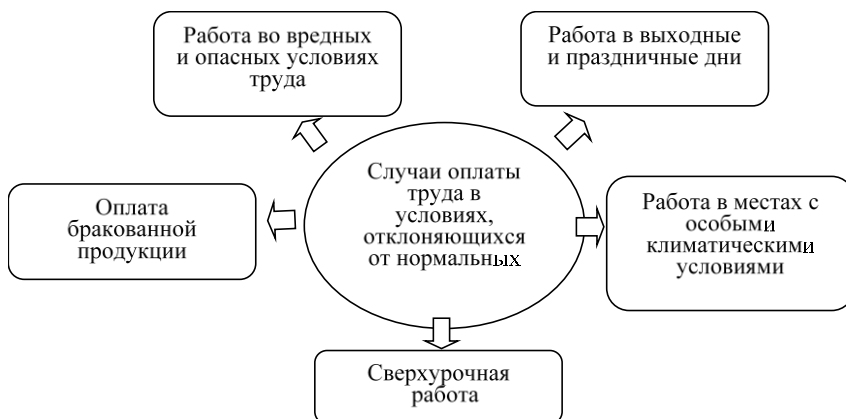 Работа во вредных
и опасных условиях
труда
Работа в выходные
и праздничные дни
Случаи оплаты
труда в
условиях,
отклоняющихся
от нормальных
Оплата
бракованной
продукции
Работа в местах с
особыми
климатическими
условиями
Сверхурочная
работа